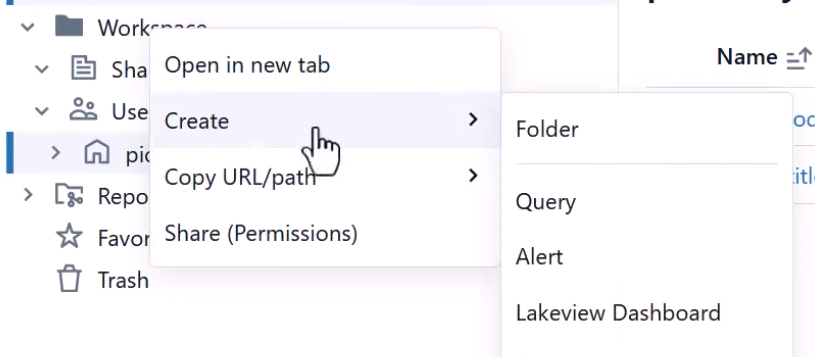 Workspace
Open in new tab
Create
Copy URL/path
Share (Permissions)
Trash
Name
Folder
Query
Alert
Lakeview Dashboard